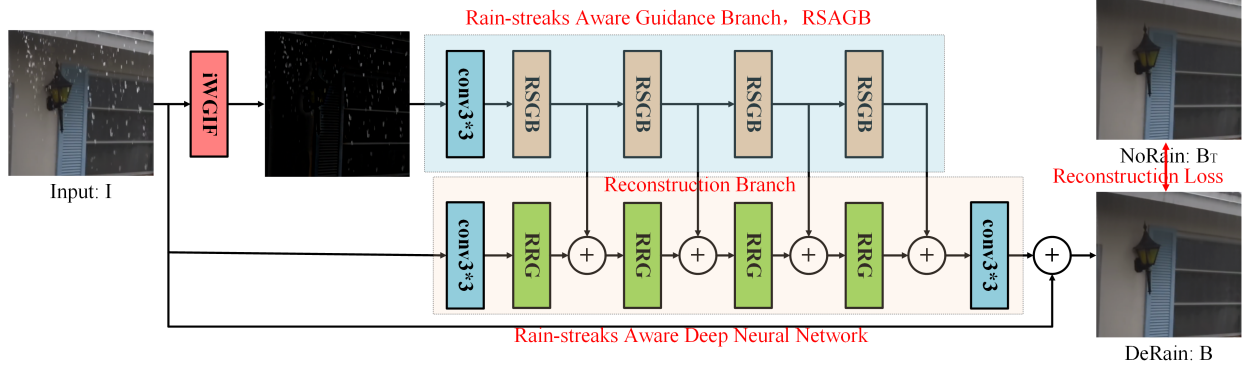 Rain-streaks Aware Guidance Branch，RSAGB
iWGIF
conv3*3
RSGB
RSGB
RSGB
RSGB
Input: I
NoRain: BT
Reconstruction Loss
Reconstruction Branch
conv3*3
RRG
+
RRG
+
RRG
+
RRG
+
conv3*3
+
Rain-streaks Aware Deep Neural Network
DeRain: B